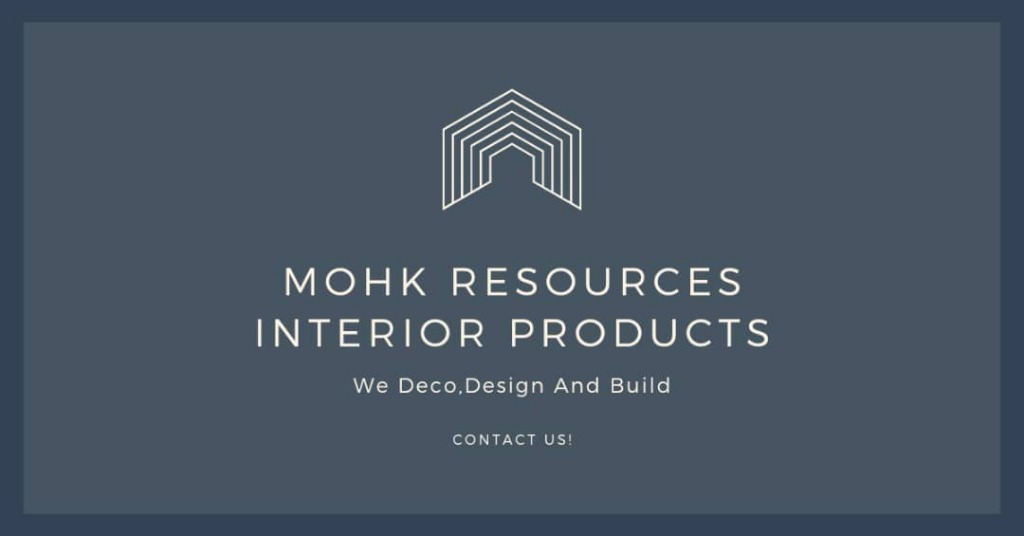 MOHK RESOURCES
INTERIOR PRODUCTS
We Deco,Design And Build
CONTACT US!